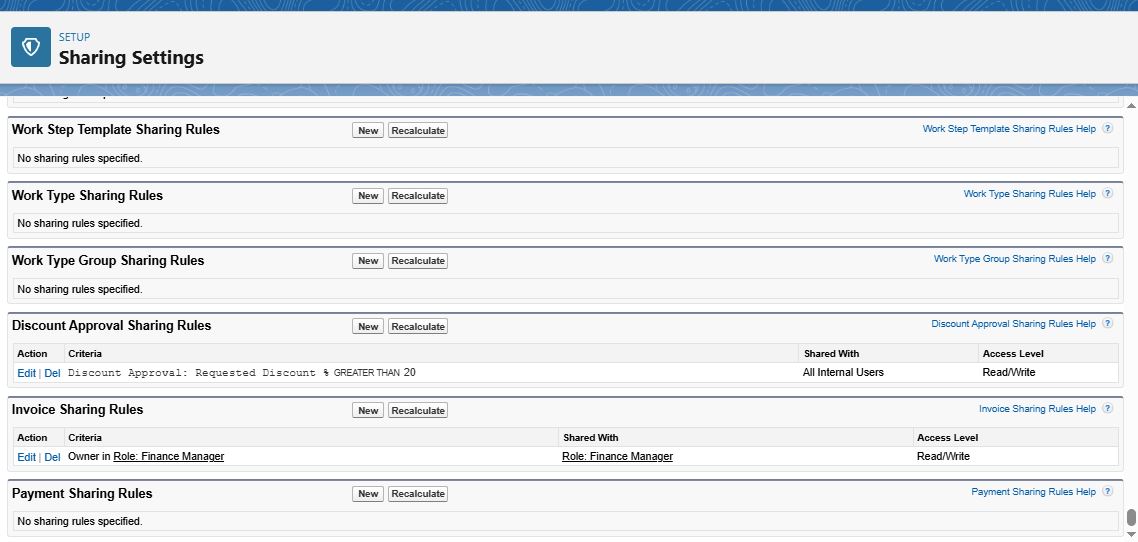 SETUP
Sharing Settings
Work Step Template Sharing Rules New Recalculate Work Step Template Sharing Rules Help ?
No sharing rules specified.
Work Type Sharing Rules New Recalculate Work Type Sharing Rules Help ?
No sharing rules specified.
Work Type Group Sharing Rules New Recalculate Work Type Group Sharing Rules Help ?
No sharing rules specified.
Discount Approval Sharing Rules New Recalculate Discount Approval Sharing Rules Help ?
Action Criteria Shared With Access Level
Edit | Del Discount Approval: Requested Discount % GREATER THAN 20 All Internal Users Read/Write
Invoice Sharing Rules New Recalculate Invoice Sharing Rules Help ?
Action Criteria Shared With Access Level
Edit | Del Owner in Role: Finance Manager Role: Finance Manager Read/Write
Payment Sharing Rules New Recalculate Payment Sharing Rules Help ?
No sharing rules specified.